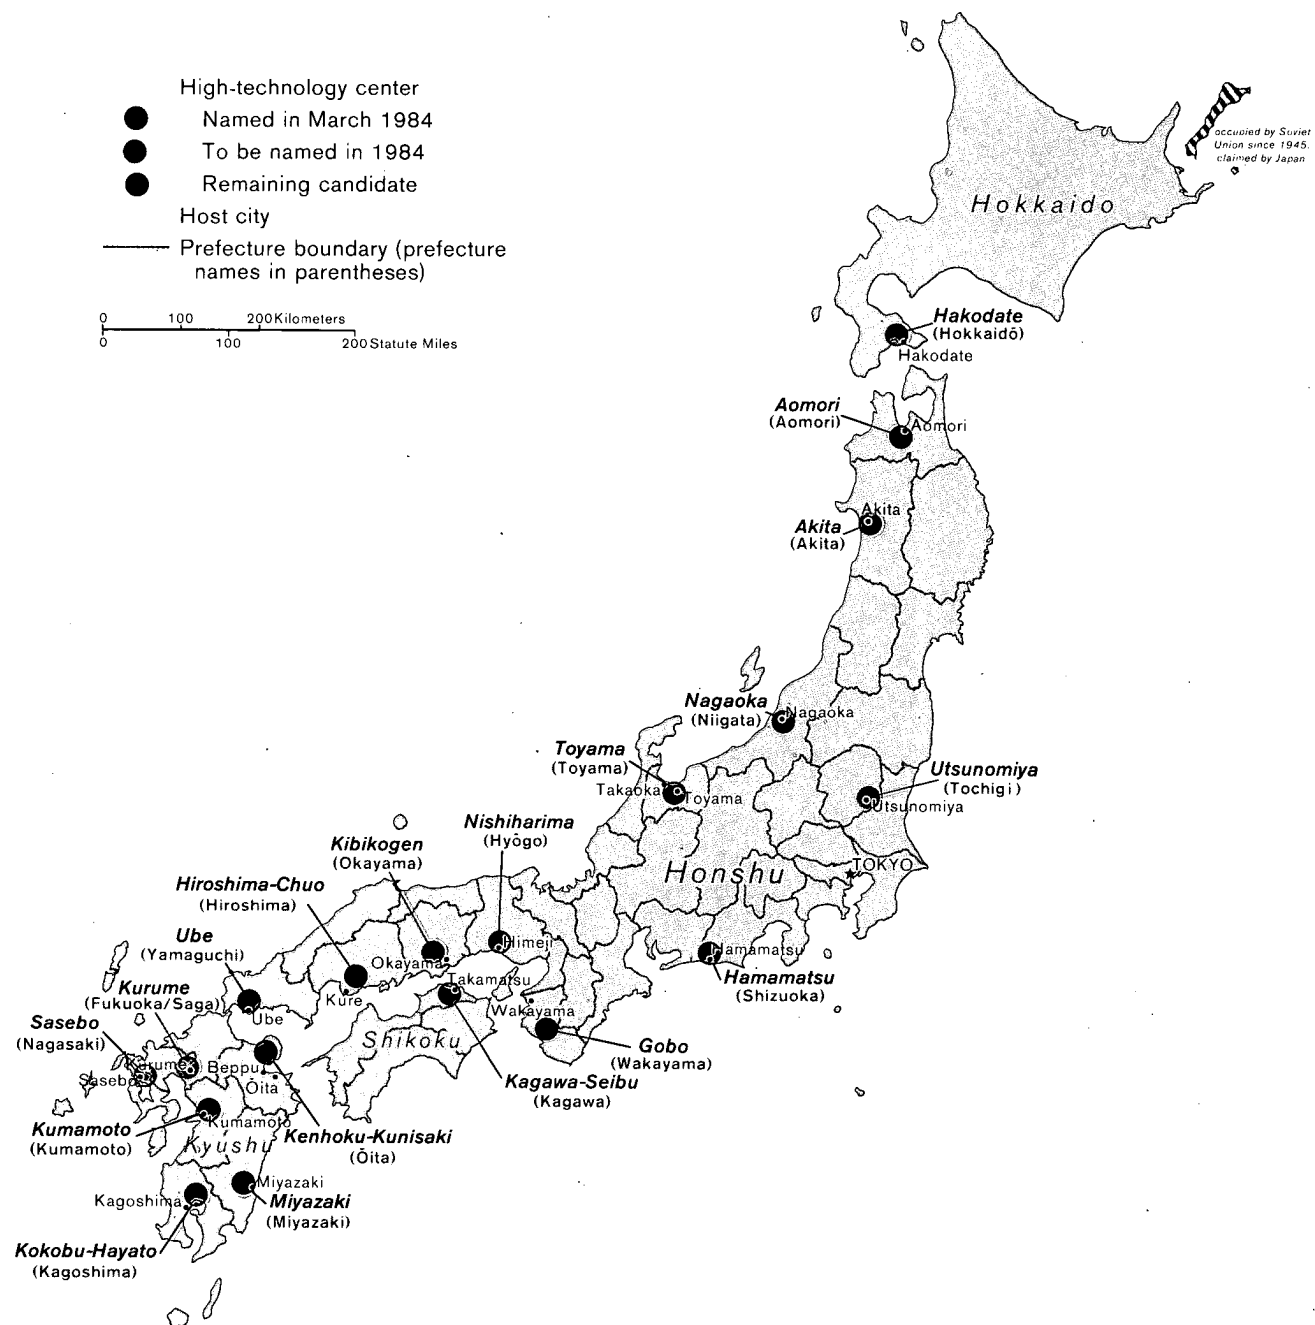 High-technology center
Named in March 1984
To be named in 1984
Remaining candidate
Host city
Prefecture boundary (prefecture
names in parentheses)
0 100 200 Kilometers
0 100 200 Statute Miles
occupied by Soviet
Union since 1945,
claimed by Japan
Hokkaido
Hakodate
(Hokkaidō)
Hakodate
Aomori
(Aomori)
Aomori
Akita
Akita
(Akita)
Nagaoka
(Niigata)
Nagaoka
Toyama
(Toyama)
Takaoka
Toyama
Utsunomiya
(Tochigi)
Utsunomiya
Nishiharima
(Hyōgo)
Kibikogen
(Okayama)
TOKYO
Honshu
Hiroshima-Chuo
(Hiroshima)
Ube
(Yamaguchi)
Himeji
Hamamatsu
Okayama
Hamamatsu
(Shizuoka)
Takamatsu
Kurume
(Fukuoka/Saga)
Kure
Wakayama
Ube
Sasebo
(Nagasaki)
Shikoku
Gobo
(Wakayama)
Kurume
Beppu
Sasebo
Ōita
Kagawa-Seibu
(Kagawa)
Kumamoto
(Kumamoto)
Kumamoto
Kyūshu
Kenhoku-Kunisaki
(Ōita)
Miyazaki
Kagoshima
Miyazaki
(Miyazaki)
Kokobu-Hayato
(Kagoshima)